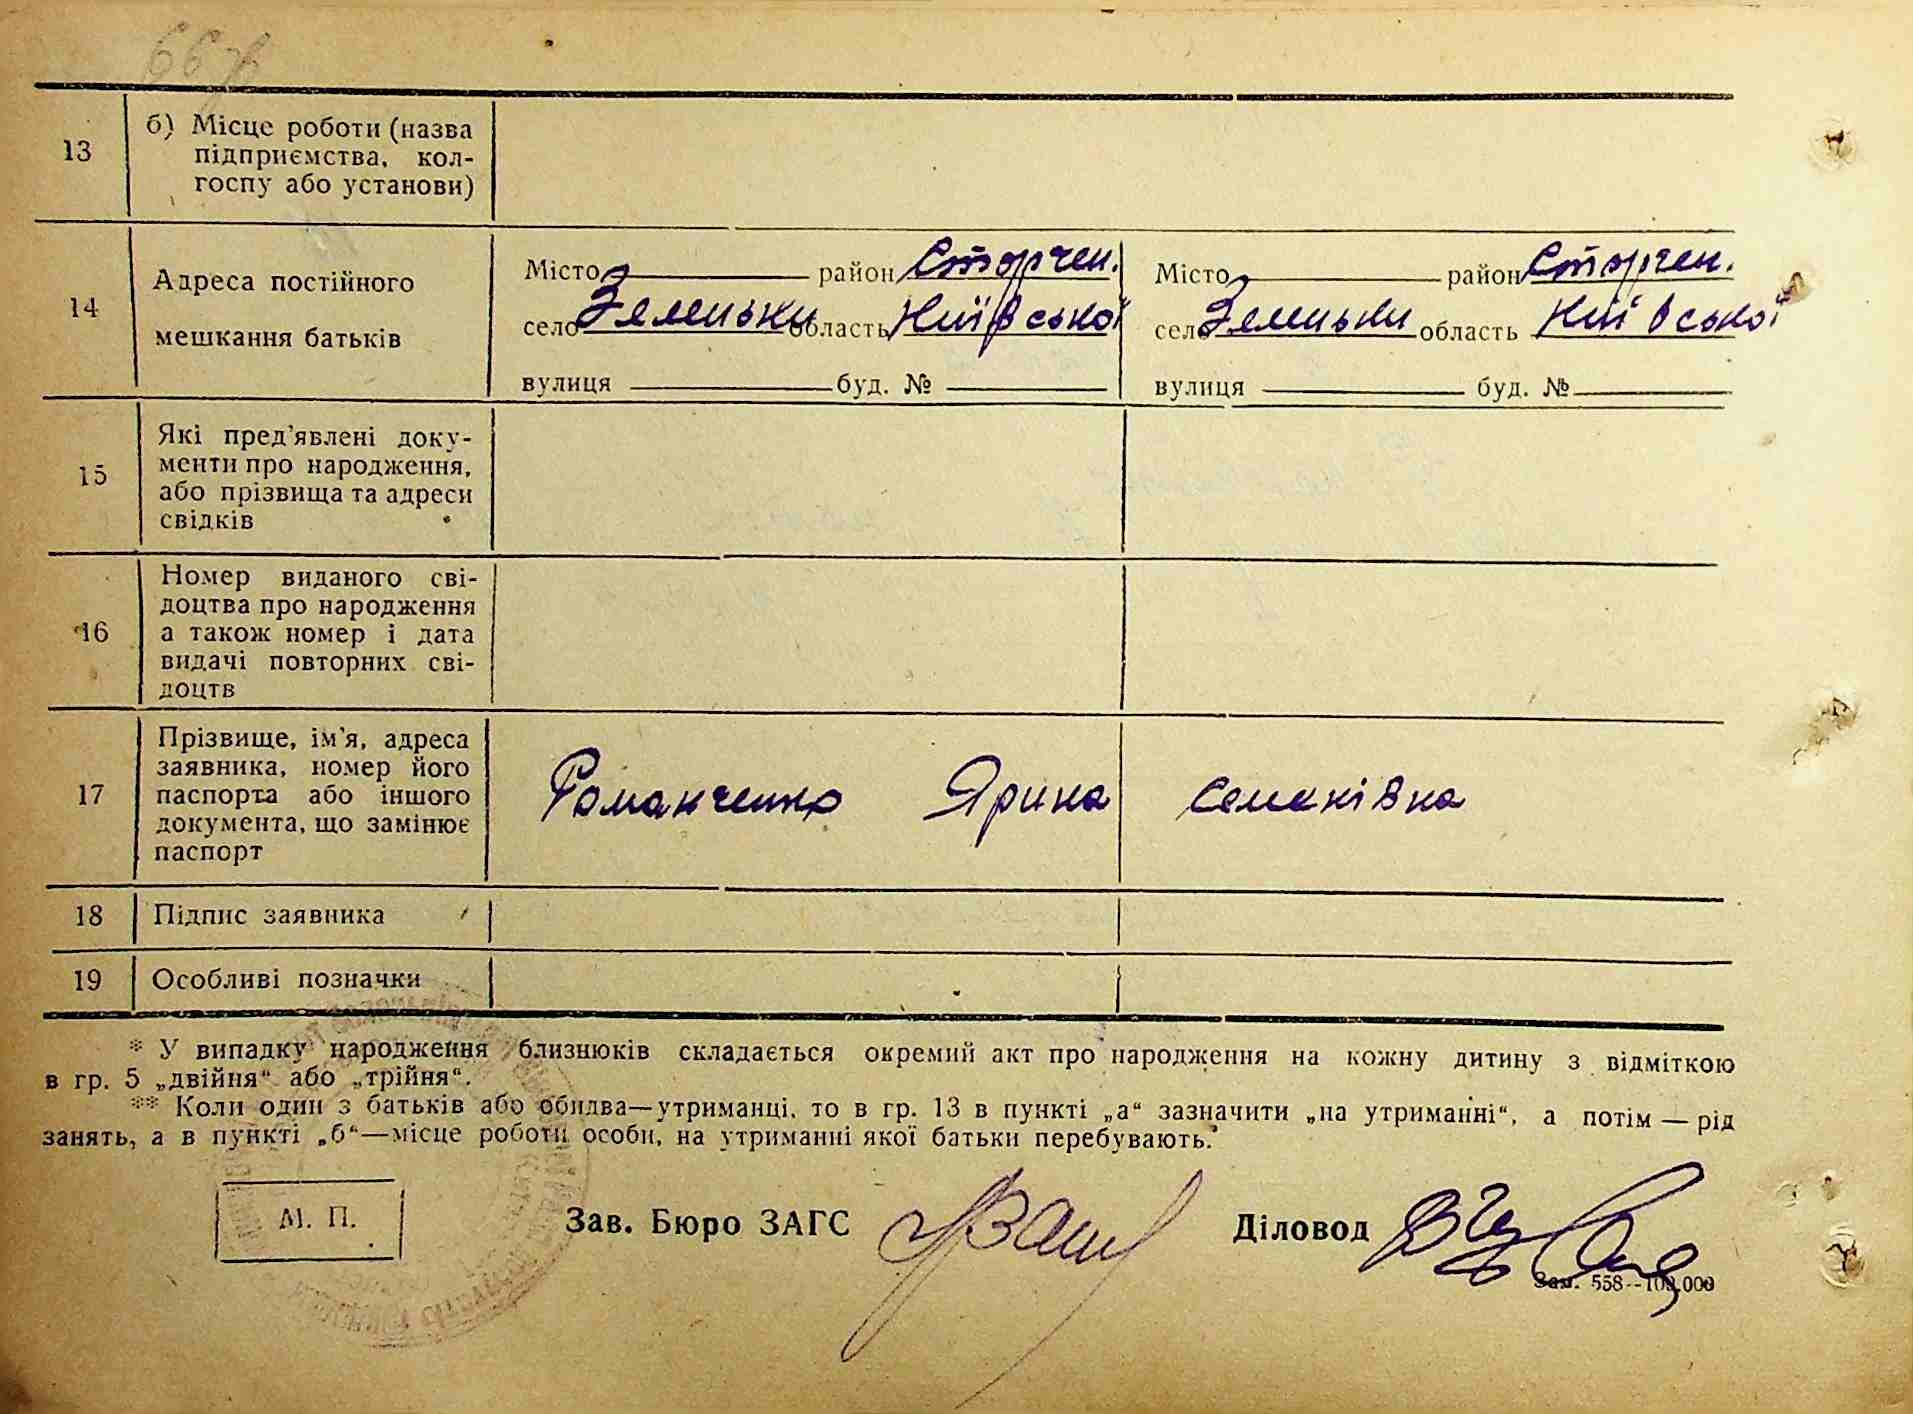 66
13
б) Місце роботи (назва
підприємства, кол-
госпу або установи)
14
Адреса постійного
мешкання батьків
Місто район Сторчен.
село Зеленьки область Київської
вулиця буд. №
Місто район Сторчен.
село Зеленьки область Київської
вулиця буд. №
15
Які пред'явлені доку-
менти про народження,
або прізвища та адреси
свідків
16
Номер виданого сві-
доцтва про народження
а також номер і дата
видачі повторних сві-
доцтв
17
Прізвище, ім'я, адреса
заявника, номер його
паспорта або іншого
документа, що замінює
паспорт
Романченко Ярина Семенівна
18
Підпис заявника
19
Особливі позначки
* У випадку народження близнюків складається окремий акт про народження на кожну дитину з відміткою
в гр. 5 „двійня“ або „трійня“.
** Коли один з батьків або обидва—утриманці, то в гр. 13 в пункті „а“ зазначити „на утриманні“, а потім — рід
занять, а в пункті „б“—місце роботи особи, на утриманні якої батьки перебувають.
М. П.
Зав. Бюро ЗАГС
Діловод
Зам. 558--100.000